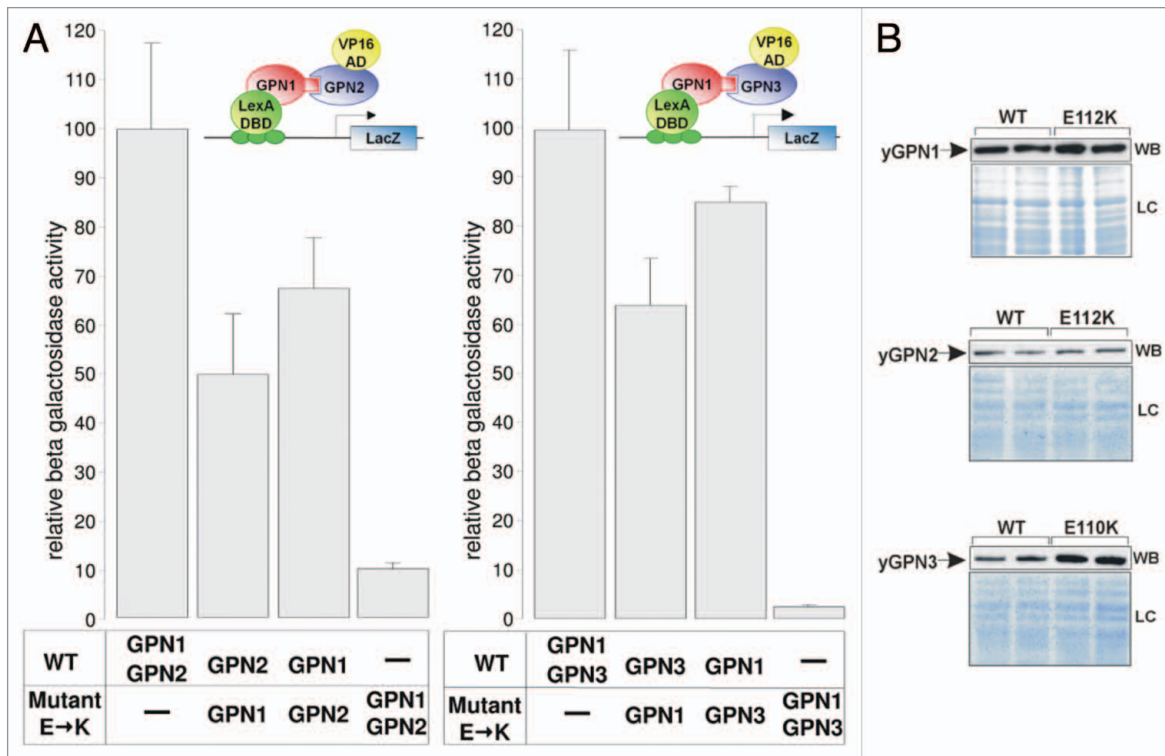 A
relative beta galactosidase activity
120
110
100
90
80
70
60
50
40
30
20
10
0
VP16
AD
GPN1
GPN2
LexA
DBD
LacZ
WT
GPN1
GPN2
GPN2
GPN1
—
Mutant
E→K
—
GPN1
GPN2
GPN1
GPN2
relative beta galactosidase activity
120
110
100
90
80
70
60
50
40
30
20
10
0
VP16
AD
GPN1
GPN3
LexA
DBD
LacZ
WT
GPN1
GPN3
GPN3
GPN1
—
Mutant
E→K
—
GPN1
GPN3
GPN1
GPN3
B
WT E112K
yGPN1 WB
LC
WT E112K
yGPN2 WB
LC
WT E110K
yGPN3 WB
LC